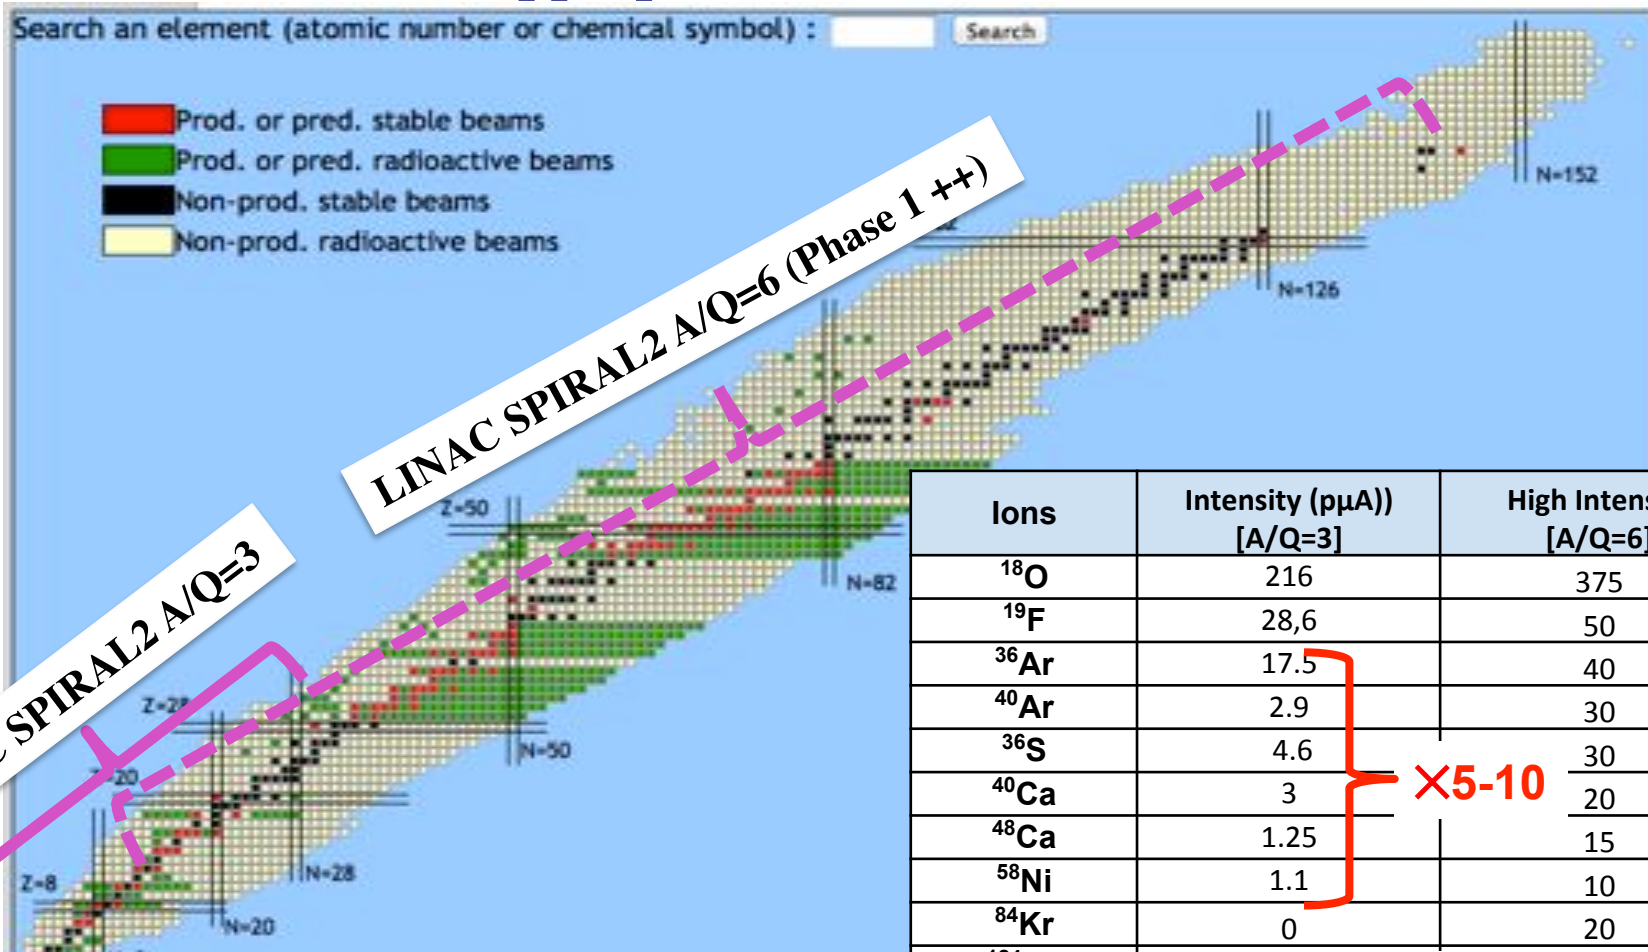 Search an element (atomic number or chemical symbol) :
Search
Prod. or pred. stable beams
Prod. or pred. radioactive beams
Non-prod. stable beams
Non-prod. radioactive beams
LINAC SPIRAL2 A/Q=6 (Phase 1 ++)
SPIRAL2 A/Q=3
N=152
N=126
Z=50
N=82
Z=28
N=50
N=28
Z=8
N=20
Ions Intensity (pµA)) High Intens
[A/Q=3] [A/Q=6]
¹⁸O 216 375
¹⁹F 28,6 50
³⁶Ar 17.5 40
⁴⁰Ar 2.9 30
³⁶S 4.6 30
⁴⁰Ca 3 20
⁴⁸Ca 1.25 15
⁵⁸Ni 1.1 10
⁸⁴Kr 0 20
×5-10